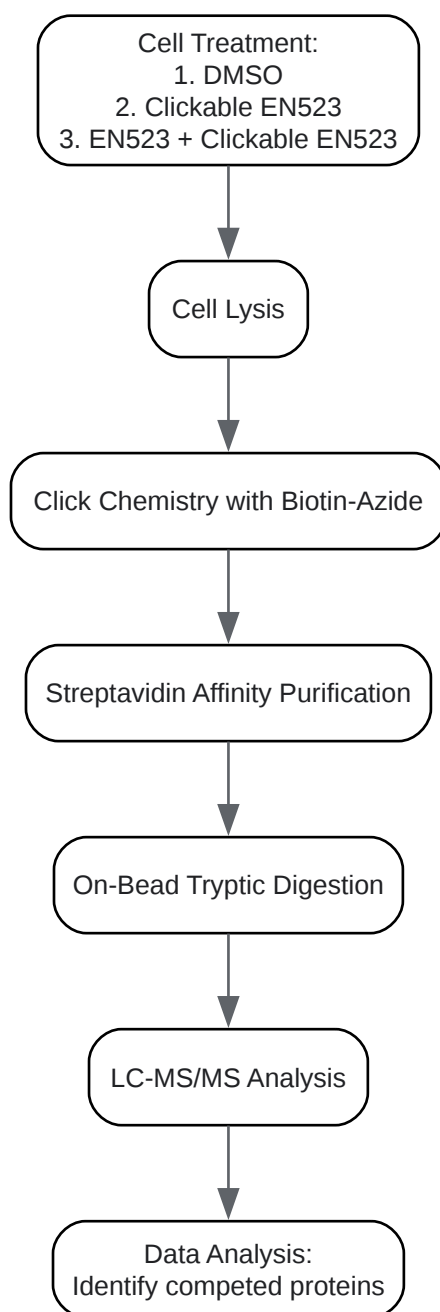 Cell Treatment:
1. DMSO
2. Clickable EN523
3. EN523 + Clickable EN523
Cell Lysis
Click Chemistry with Biotin-Azide
Streptavidin Affinity Purification
On-Bead Tryptic Digestion
LC-MS/MS Analysis
Data Analysis:
Identify competed proteins